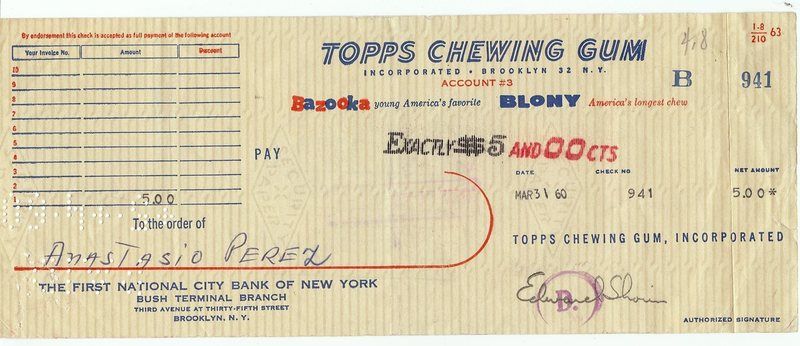 By endorsement this check is accepted as full payment of the following account
Your Invoice No. Amount Discount
10
9
8
7
6
5
4
3
2
1 5.00
To the order of
ANASTASIO PEREZ
THE FIRST NATIONAL CITY BANK OF NEW YORK
BUSH TERMINAL BRANCH
THIRD AVENUE AT THIRTY-FIFTH STREET
BROOKLYN, N. Y.
TOPPS CHEWING GUM
INCORPORATED • BROOKLYN 32 N. Y.
ACCOUNT #3
Bazooka young America's favorite BLONY America's longest chew
4,8
1-8
210 63
B 941
PAY
EXACTLY $5 AND 00 CTS
DATE CHECK NO NET AMOUNT
MAR 31 60 941 5.00*
TOPPS CHEWING GUM, INCORPORATED
Edward Shorin
D.
AUTHORIZED SIGNATURE